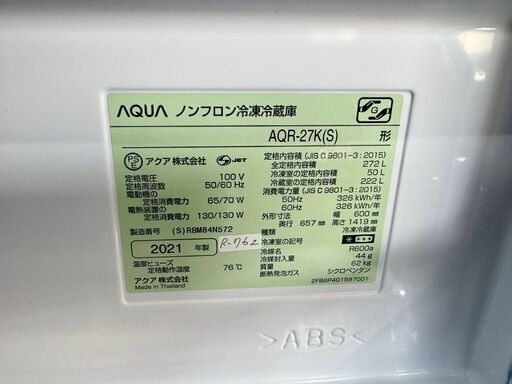 AQUA ノンフロン冷凍冷蔵庫
G
AQR-27K(S) 形
PSE アクア株式会社 S JET
定格電圧 100 V
定格周波数 50/60 Hz
電動機の定格消費電力 65/70 W
電熱装置の定格消費電力 130/130 W
製造番号 (S) RBM84N572
2021 年製
R-762
温度ヒューズ
定格動作温度 76℃
アクア 株式会社
Made in Thailand
定格内容積 (JIS C 9801-3 : 2015)
全定格内容積 272 L
冷凍室の定格内容積 50 L
冷蔵室の定格内容積 222 L
消費電力量 (JIS C 9801-3 : 2015)
50Hz 326 kWh/年
60Hz 326 kWh/年
外形寸法 幅 600 mm
奥行 657 mm 高さ 1419 mm
種類 冷凍冷蔵庫
冷凍室の記号
冷媒名 R600a
冷媒封入量 44 g
質量 62 kg
断熱発泡ガス シクロペンタン
2FB6P401587001
>ABS<